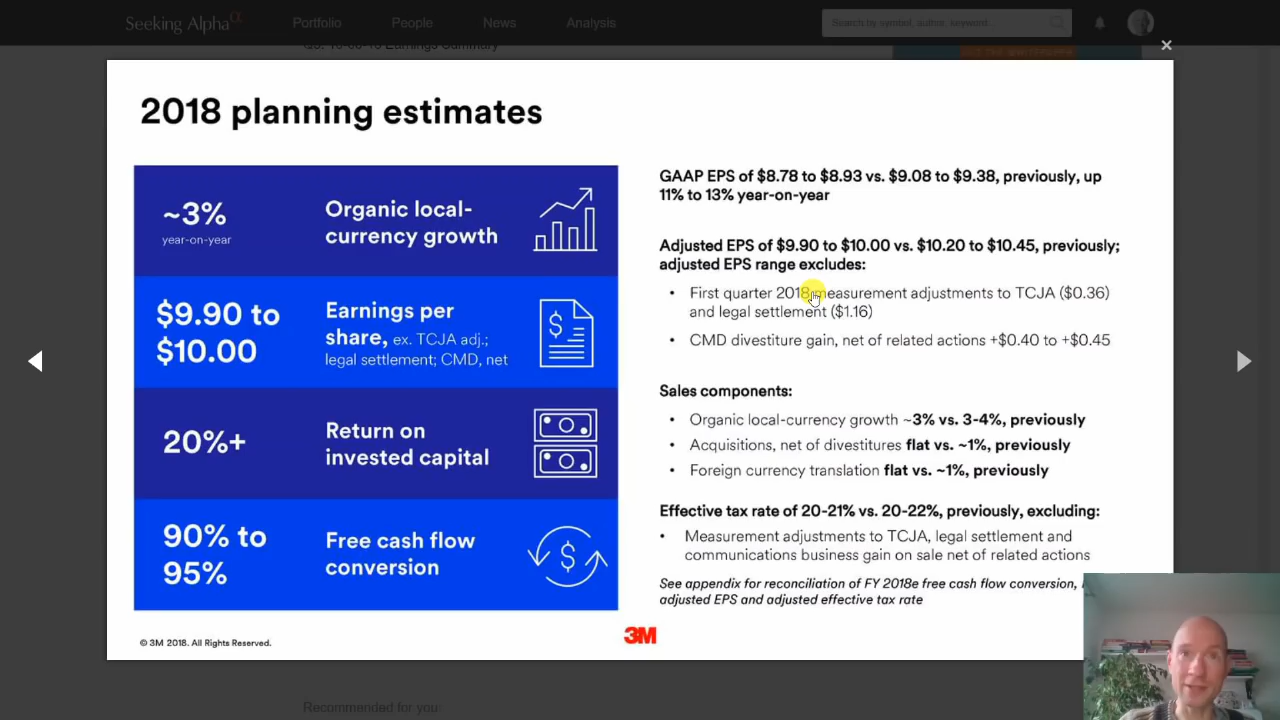 Seeking Alpha α
Portfolio
People
News
Analysis
Search by symbol, author, keyword...
2018 planning estimates
~3%
year-on-year
Organic local-
currency growth
$9.90 to
$10.00
Earnings per
share, ex. TCJA adj.;
legal settlement; CMD, net
20%+
Return on
invested capital
90% to
95%
Free cash flow
conversion
GAAP EPS of $8.78 to $8.93 vs. $9.08 to $9.38, previously, up
11% to 13% year-on-year
Adjusted EPS of $9.90 to $10.00 vs. $10.20 to $10.45, previously;
adjusted EPS range excludes:
• First quarter 2018 measurement adjustments to TCJA ($0.36)
and legal settlement ($1.16)
• CMD divestiture gain, net of related actions +$0.40 to +$0.45
Sales components:
• Organic local-currency growth ~3% vs. 3-4%, previously
• Acquisitions, net of divestitures flat vs. ~1%, previously
• Foreign currency translation flat vs. ~1%, previously
Effective tax rate of 20-21% vs. 20-22%, previously, excluding:
• Measurement adjustments to TCJA, legal settlement and
communications business gain on sale net of related actions
See appendix for reconciliation of FY 2018e free cash flow conversion,
adjusted EPS and adjusted effective tax rate
© 3M 2018. All Rights Reserved.
3M
Recommended for you: